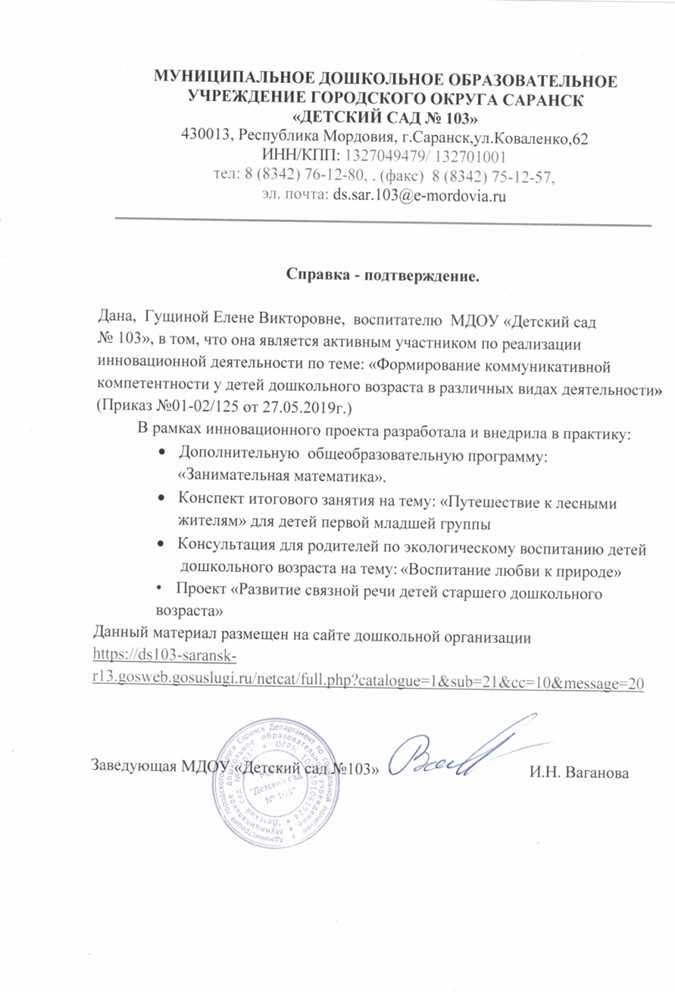 МУНИЦИПАЛЬНОЕ ДОШКОЛЬНОЕ ОБРАЗОВАТЕЛЬНОЕ
УЧРЕЖДЕНИЕ ГОРОДСКОГО ОКРУГА САРАНСК
«ДЕТСКИЙ САД № 103»
430013, Республика Мордовия, г.Саранск,ул.Коваленко,62
ИНН/КПП: 1327049479/ 132701001
тел: 8 (8342) 76-12-80, . (факс) 8 (8342) 75-12-57,
эл. почта: ds.sar.103@e-mordovia.ru
Справка - подтверждение.
Дана, Гущиной Елене Викторовне, воспитателю МДОУ «Детский сад
№ 103», в том, что она является активным участником по реализации
инновационной деятельности по теме: «Формирование коммуникативной
компетентности у детей дошкольного возраста в различных видах деятельности»
(Приказ №01-02/125 от 27.05.2019г.)
В рамках инновационного проекта разработала и внедрила в практику:
• Дополнительную общеобразовательную программу:
«Занимательная математика».
• Конспект итогового занятия на тему: «Путешествие к лесными
жителям» для детей первой младшей группы
• Консультация для родителей по экологическому воспитанию детей
дошкольного возраста на тему: «Воспитание любви к природе»
• Проект «Развитие связной речи детей старшего дошкольного
возраста»
Данный материал размещен на сайте дошкольной организации
https://ds103-saransk-
r13.gosweb.gosuslugi.ru/netcat/full.php?catalogue=1&sub=21&cc=10&message=20
Заведующая МДОУ «Детский сад №103» И.Н. Ваганова
"Детский сад
№ 103"